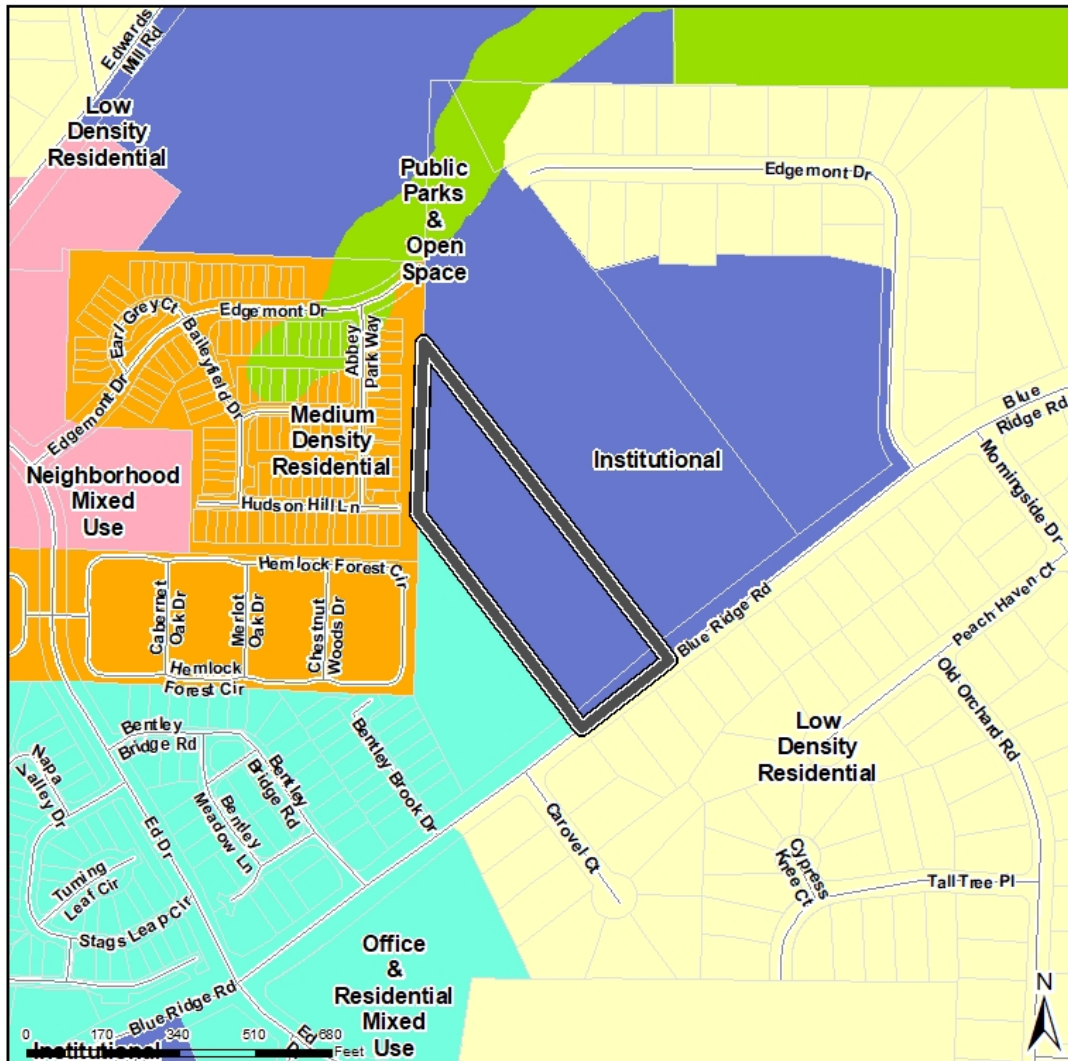 Edwards
Mill Rd
Low
Density
Residential
Public
Parks
&
Open
Space
Edgemont Dr
Earl Grey Ct
Baileyfield Dr
Edgemont Dr
Abbey
Park Way
Edgemont Dr
Medium
Density
Residential
Institutional
Blue
Ridge Rd
Morningside Dr
Neighborhood
Mixed
Use
Hudson Hill Ln
Hemlock Forest Cir
Cabernet
Oak Dr
Merlot
Oak Dr
Chestnut
Woods Dr
Hemlock
Forest Cir
Blue Ridge Rd
Peach Haven Ct
Old Orchard Rd
Low
Density
Residential
Bentley
Bridge Rd
Bentley
Bridge Rd
Bentley
Meadow Ln
Bentley Brook Dr
Napa
Valley Dr
Ed Dr
Turning
Leaf Cir
Stags Leap Cir
Carovel Ct
Cypress
Knee Ct
Tall Tree Pl
Office
&
Residential
Mixed
Use
Blue Ridge Rd
Ed
Institutional
0 170 340 510 680
Feet
N